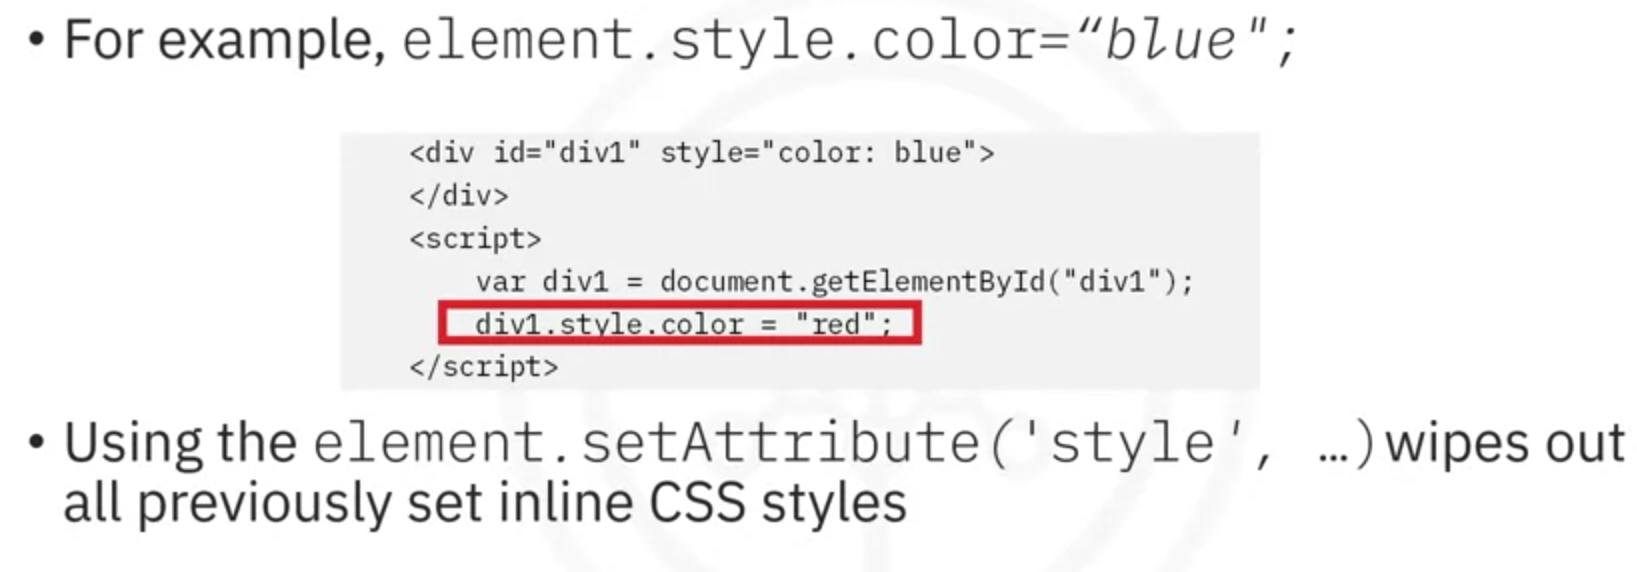 • For example, element.style.color=“blue";
<div id="div1" style="color: blue">
</div>
<script>
    var div1 = document.getElementById("div1");
    div1.style.color = "red";
</script>
• Using the element.setAttribute('style', …)wipes out
all previously set inline CSS styles